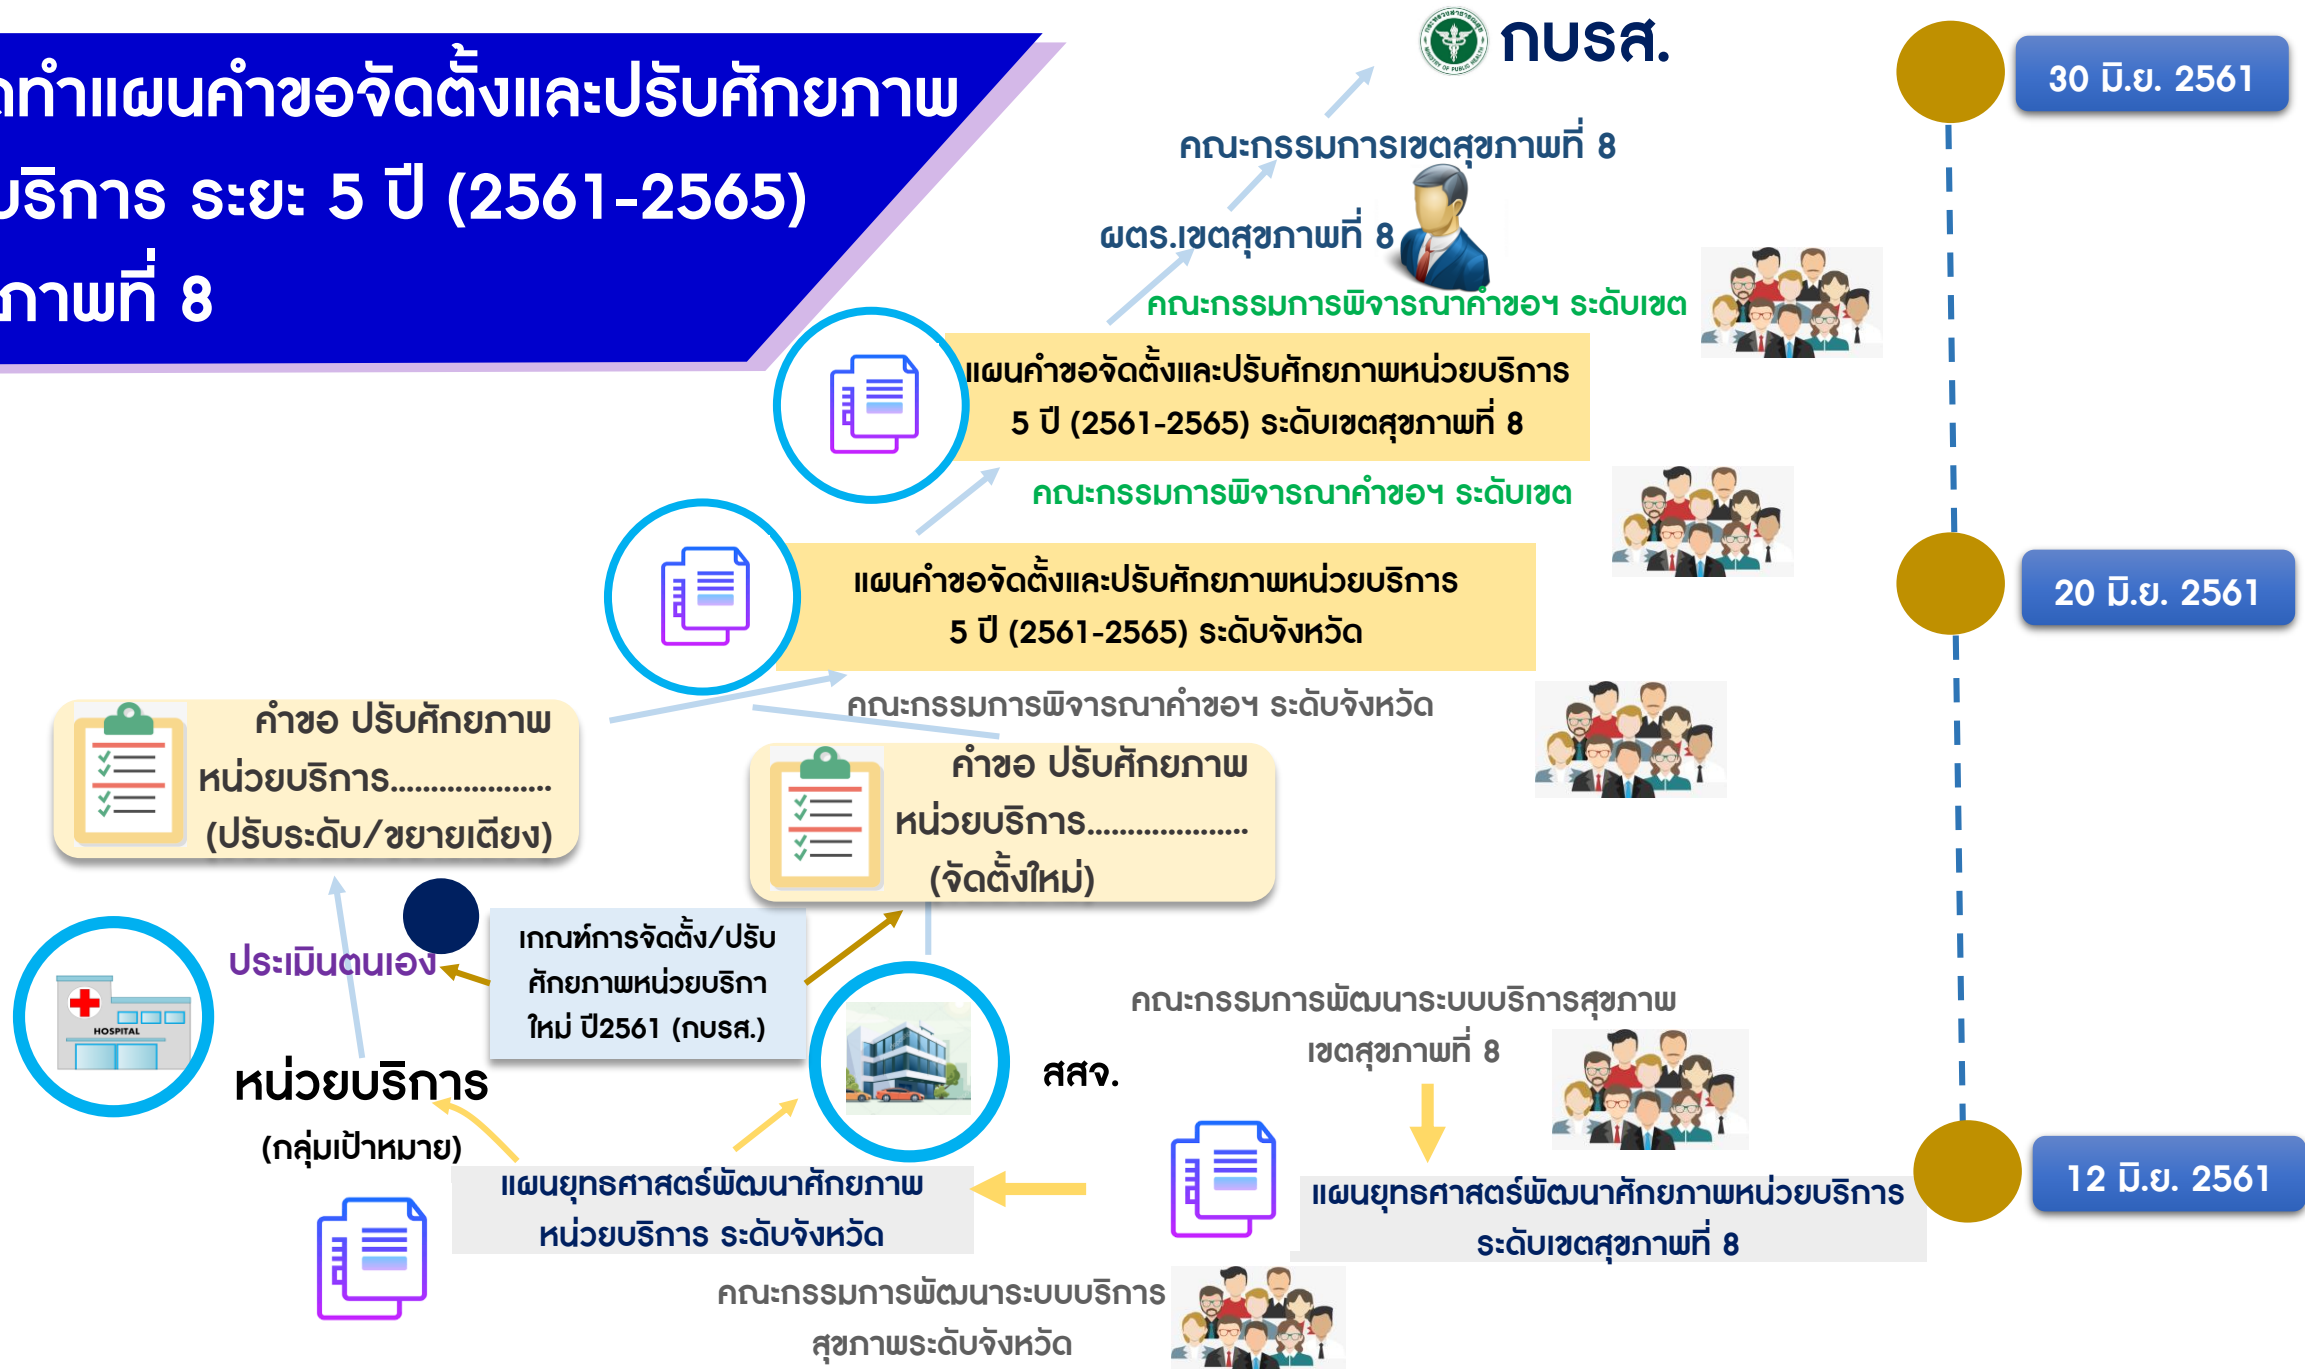 กบรส.
30 มิ.ย. 2561
ดทำแผนคำขอจัดตั้งและปรับศักยภาพ
บริการ ระยะ 5 ปี (2561-2565)
ภาพที่ 8
คณะกรรมการเขตสุขภาพที่ 8
ผตร.เขตสุขภาพที่ 8
คณะกรรมการพิจารณาคำขอฯ ระดับเขต
แผนคำขอจัดตั้งและปรับศักยภาพหน่วยบริการ
5 ปี (2561-2565) ระดับเขตสุขภาพที่ 8
คณะกรรมการพิจารณาคำขอฯ ระดับเขต
แผนคำขอจัดตั้งและปรับศักยภาพหน่วยบริการ
5 ปี (2561-2565) ระดับจังหวัด
20 มิ.ย. 2561
คณะกรรมการพิจารณาคำขอฯ ระดับจังหวัด
คำขอ ปรับศักยภาพ
หน่วยบริการ....................
(ปรับระดับ/ขยายเตียง)
คำขอ ปรับศักยภาพ
หน่วยบริการ....................
(จัดตั้งใหม่)
ประเมินตนเอง
เกณฑ์การจัดตั้ง/ปรับ
ศักยภาพหน่วยบริกา
ใหม่ ปี2561 (กบรส.)
HOSPITAL
หน่วยบริการ
(กลุ่มเป้าหมาย)
สสจ.
คณะกรรมการพัฒนาระบบบริการสุขภาพ
เขตสุขภาพที่ 8
แผนยุทธศาสตร์พัฒนาศักยภาพ
หน่วยบริการ ระดับจังหวัด
แผนยุทธศาสตร์พัฒนาศักยภาพหน่วยบริการ
ระดับเขตสุขภาพที่ 8
12 มิ.ย. 2561
คณะกรรมการพัฒนาระบบบริการ
สุขภาพระดับจังหวัด